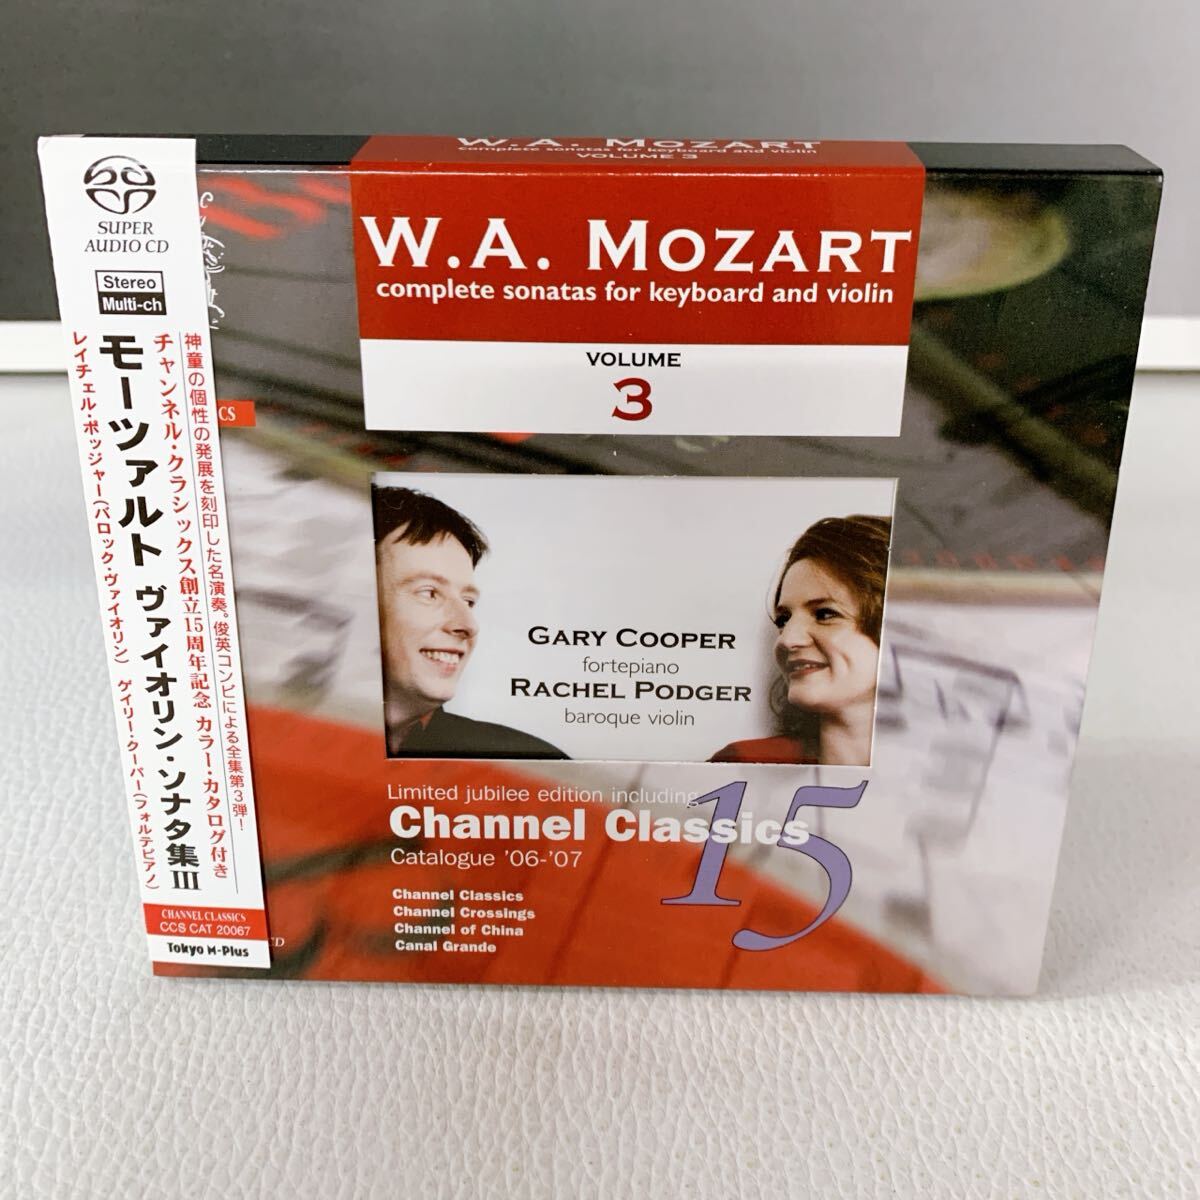 W.A. MOZART
complete sonatas for keyboard and violin
VOLUME 3
W.A. MOZART
complete sonatas for keyboard and violin
VOLUME
3
GARY COOPER
fortepiano
RACHEL PODGER
baroque violin
Limited jubilee edition including
Channel Classics
Catalogue '06-'07
15
Channel Classics
Channel Crossings
Channel of China
Canal Grande
SUPER
AUDIO CD
Stereo
Multi-ch
神童の個性の発展を刻印した名演奏。俊英コンビによる全集第3弾!
チャンネル・クラシックス創立15周年記念 カラー・カタログ付き
モーツァルト ヴァイオリン・ソナタ集III
レイチェル・ポッジャー(バロック・ヴァイオリン) ゲイリー・クーパー(フォルテピアノ)
CHANNEL CLASSICS
CCS CAT 20067
Tokyo M-Plus
CS
CD